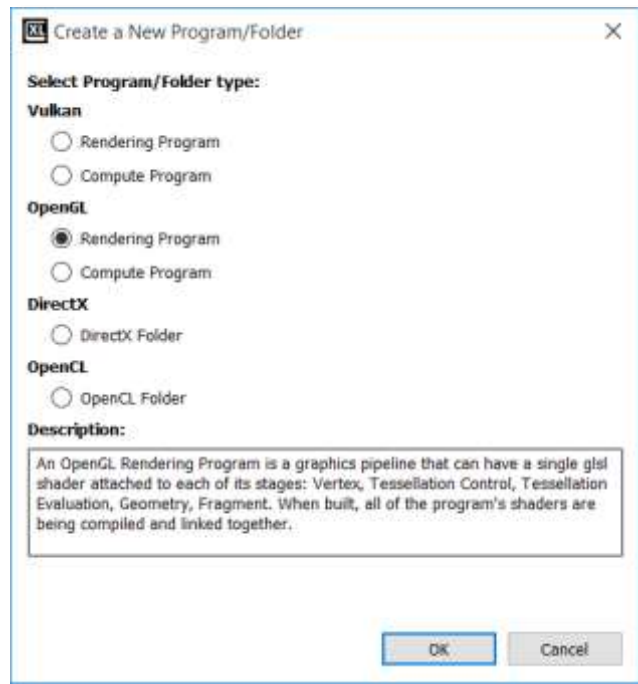 XL Create a New Program/Folder
Select Program/Folder type:
Vulkan
Rendering Program
Compute Program
OpenGL
Rendering Program
Compute Program
DirectX
DirectX Folder
OpenCL
OpenCL Folder
Description:
An OpenGL Rendering Program is a graphics pipeline that can have a single glsl
shader attached to each of its stages: Vertex, Tessellation Control, Tessellation
Evaluation, Geometry, Fragment. When built, all of the program's shaders are
being compiled and linked together.
OK Cancel